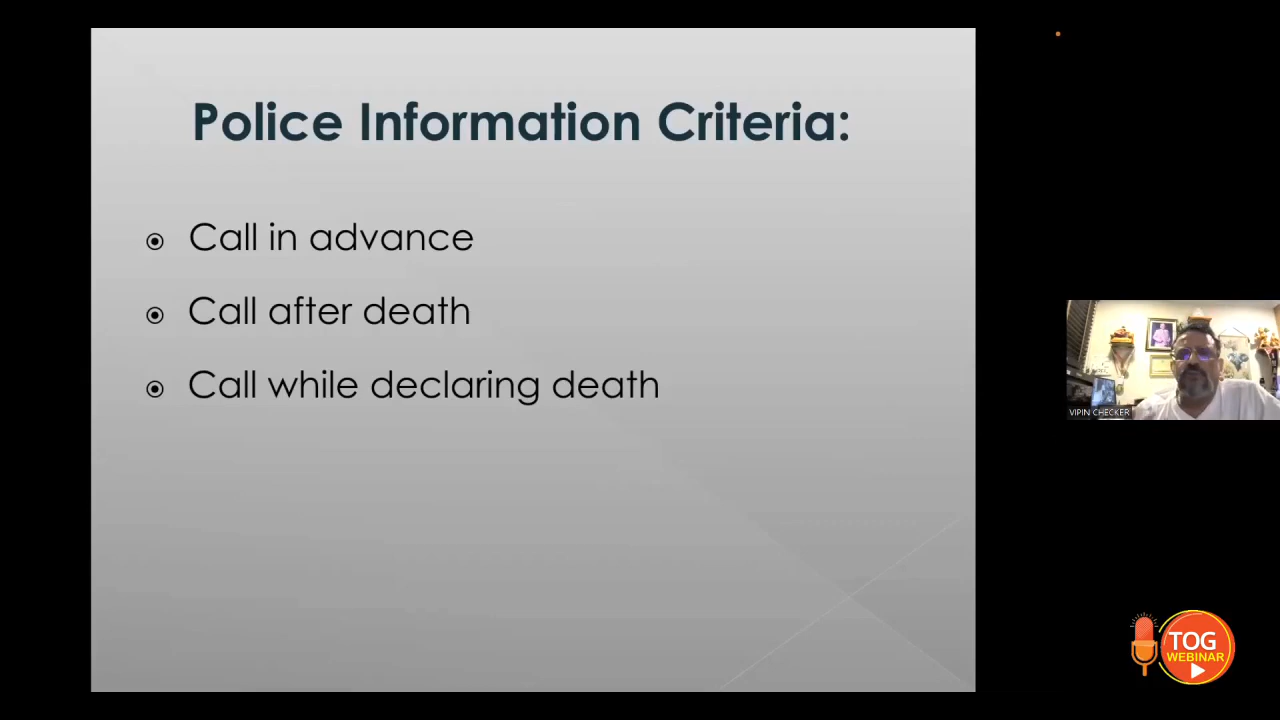 Police Information Criteria:
Call in advance
Call after death
Call while declaring death
VIPIN CHECKER
TOG
WEBINAR